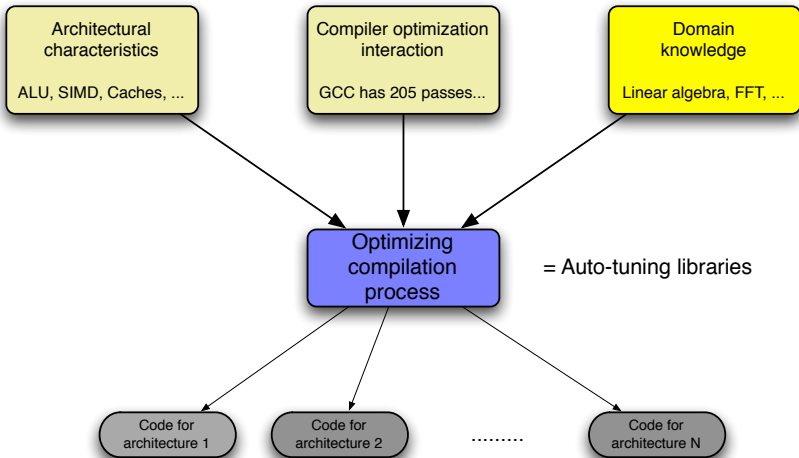 Architectural
characteristics
ALU, SIMD, Caches, ...
Compiler optimization
interaction
GCC has 205 passes...
Domain
knowledge
Linear algebra, FFT, ...
Optimizing
compilation
process
= Auto-tuning libraries
Code for
architecture 1
Code for
architecture 2
.........
Code for
architecture N